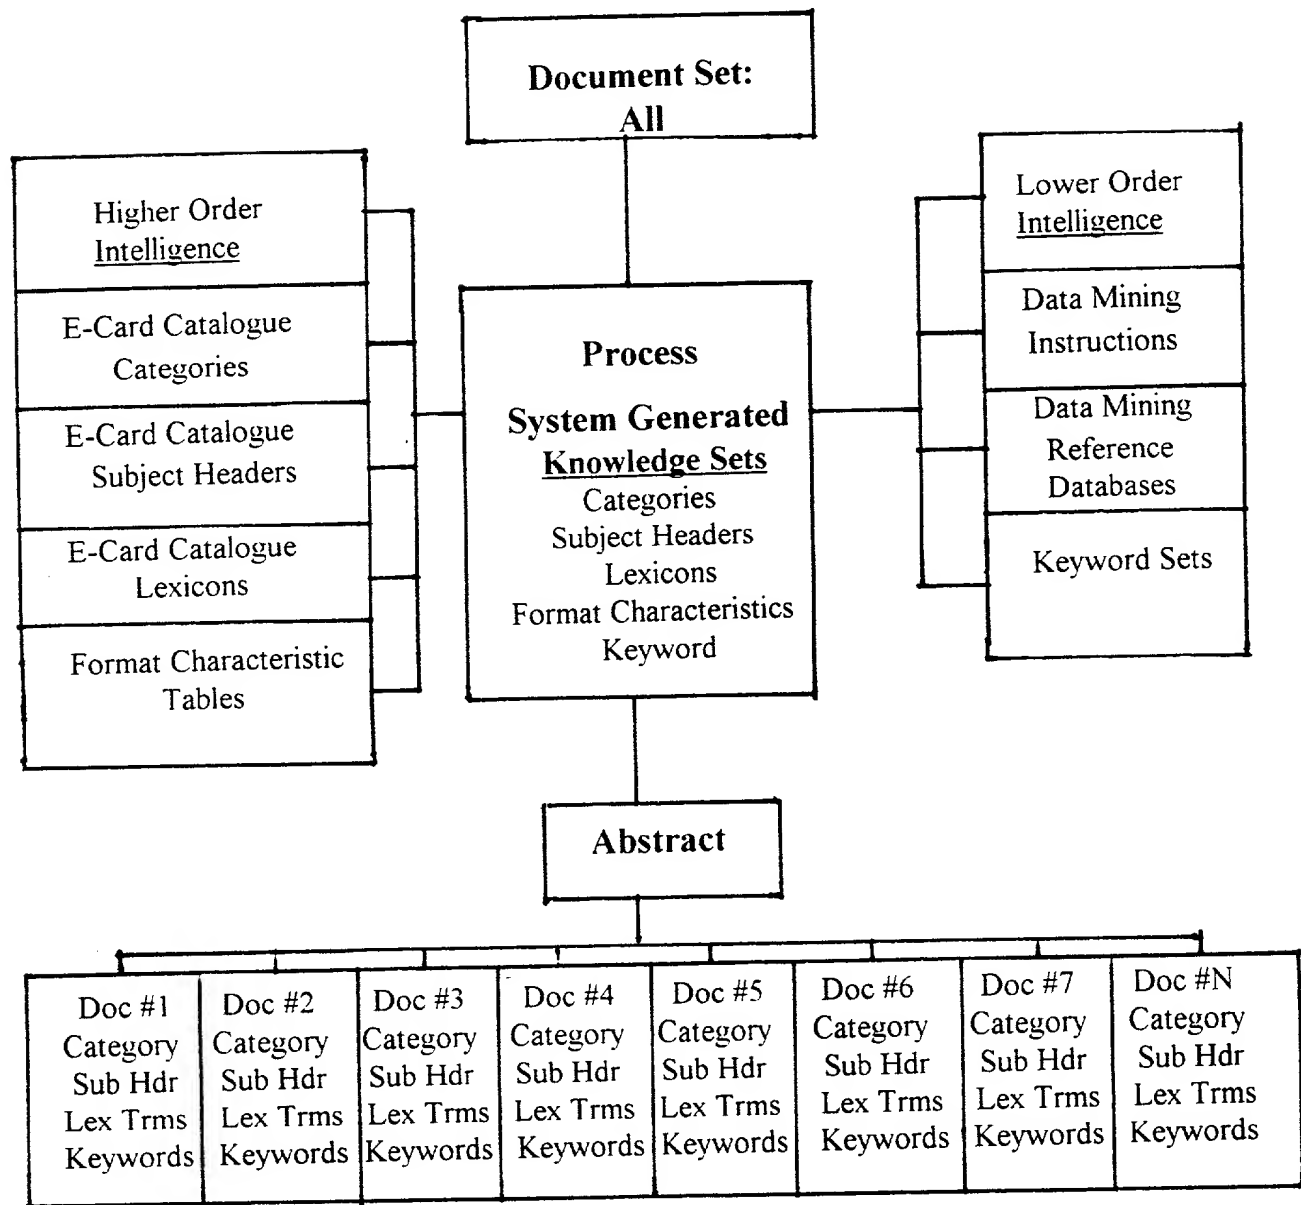 Document Set:
All
Higher Order
Intelligence
E-Card Catalogue
Categories
E-Card Catalogue
Subject Headers
E-Card Catalogue
Lexicons
Format Characteristic
Tables
Process
System Generated
Knowledge Sets
Categories
Subject Headers
Lexicons
Format Characteristics
Keyword
Lower Order
Intelligence
Data Mining
Instructions
Data Mining
Reference
Databases
Keyword Sets
Abstract
Doc #1
Category
Sub Hdr
Lex Trms
Keywords
Doc #2
Category
Sub Hdr
Lex Trms
Keywords
Doc #3
Category
Sub Hdr
Lex Trms
Keywords
Doc #4
Category
Sub Hdr
Lex Trms
Keywords
Doc #5
Category
Sub Hdr
Lex Trms
Keywords
Doc #6
Category
Sub Hdr
Lex Trms
Keywords
Doc #7
Category
Sub Hdr
Lex Trms
Keywords
Doc #N
Category
Sub Hdr
Lex Trms
Keywords